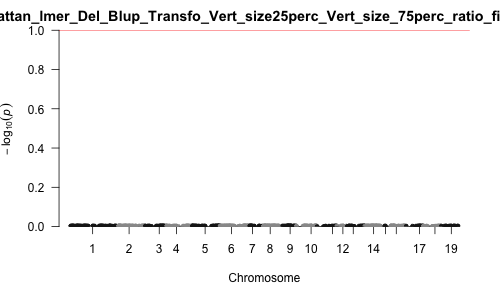 attan_lmer_Del_Blup_Transfo_Vert_size25perc_Vert_size_75perc_ratio_fi
1.0
0.8
0.6
0.4
0.2
0.0
− log10(p)
1 2 3 4 5 6 7 8 9 10 12 14 17 19
Chromosome